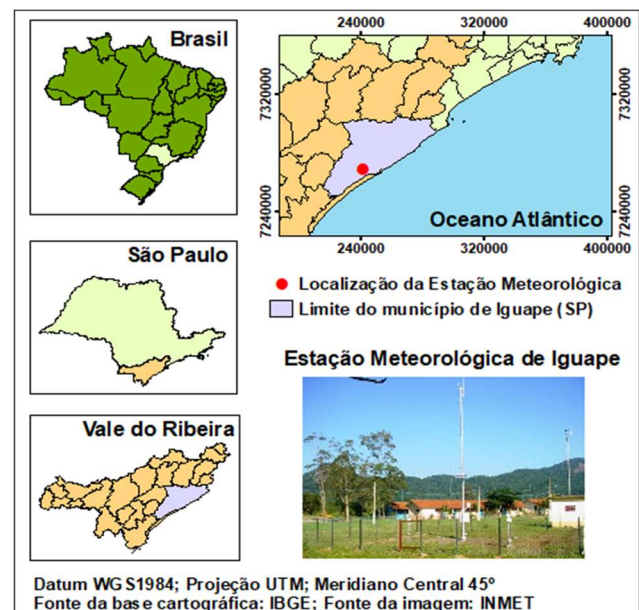 Brasil
São Paulo
Vale do Ribeira
240000 320000 400000
7320000
7240000
240000 320000 400000
7320000
7240000
Oceano Atlântico
Localização da Estação Meteorológica
Limite do município de Iguape (SP)
Estação Meteorológica de Iguape
Datum WGS1984; Projeção UTM; Meridiano Central 45º
Fonte da base cartográfica: IBGE; Fonte da imagem: INMET